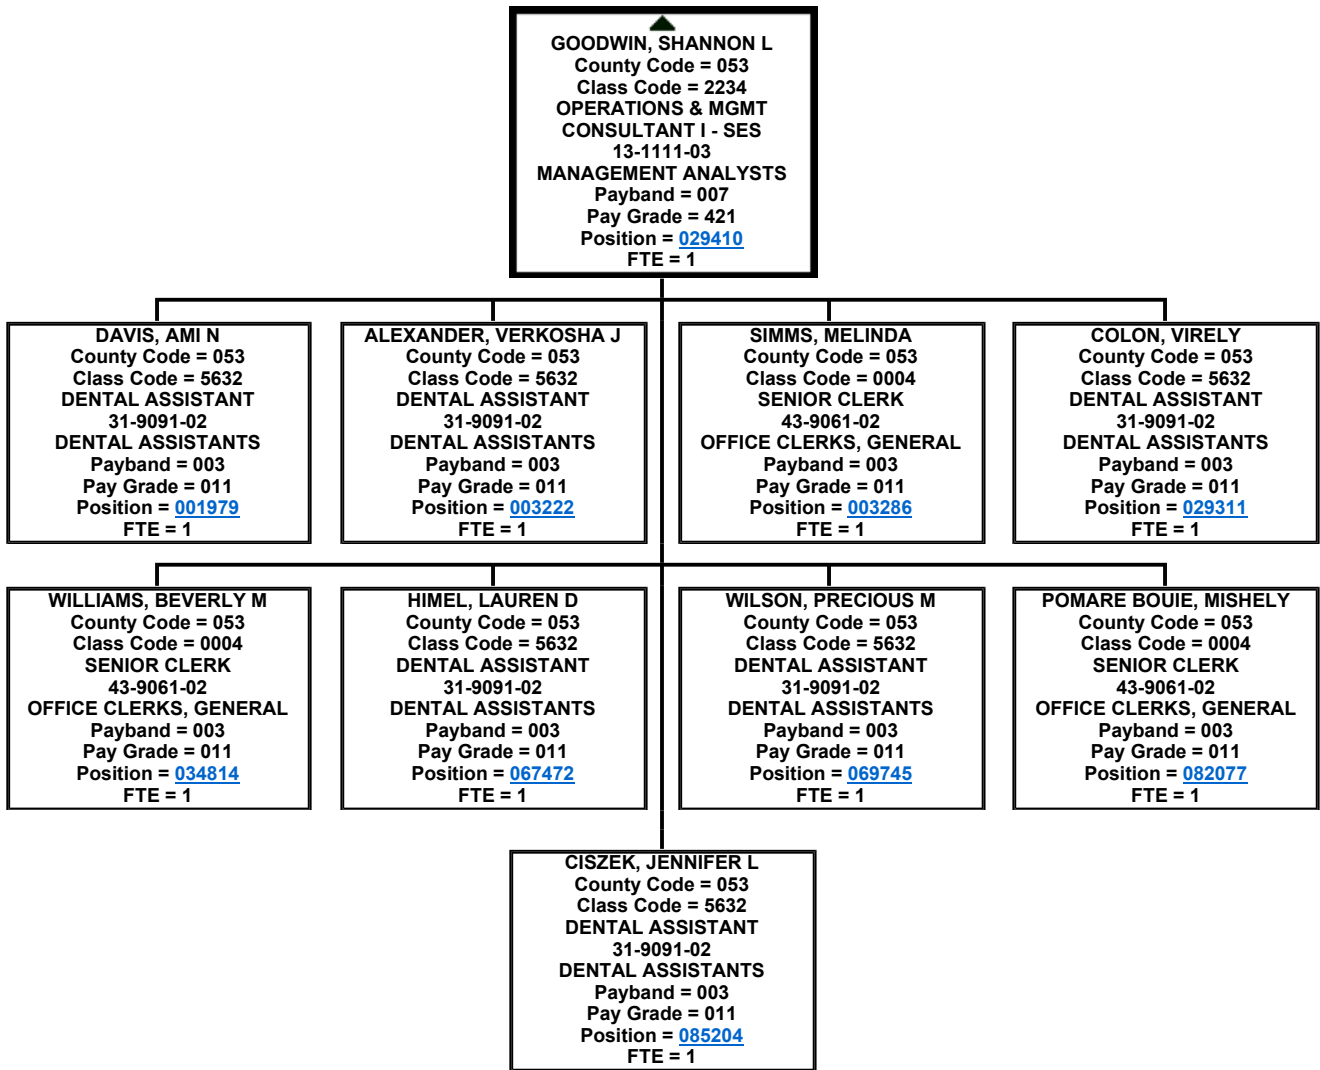 GOODWIN, SHANNON L
County Code = 053
Class Code = 2234
OPERATIONS & MGMT
CONSULTANT I - SES
13-1111-03
MANAGEMENT ANALYSTS
Payband = 007
Pay Grade = 421
Position = 029410
FTE = 1
DAVIS, AMI N
County Code = 053
Class Code = 5632
DENTAL ASSISTANT
31-9091-02
DENTAL ASSISTANTS
Payband = 003
Pay Grade = 011
Position = 001979
FTE = 1
ALEXANDER, VERKOSHA J
County Code = 053
Class Code = 5632
DENTAL ASSISTANT
31-9091-02
DENTAL ASSISTANTS
Payband = 003
Pay Grade = 011
Position = 003222
FTE = 1
SIMMS, MELINDA
County Code = 053
Class Code = 0004
SENIOR CLERK
43-9061-02
OFFICE CLERKS, GENERAL
Payband = 003
Pay Grade = 011
Position = 003286
FTE = 1
COLON, VIRELY
County Code = 053
Class Code = 5632
DENTAL ASSISTANT
31-9091-02
DENTAL ASSISTANTS
Payband = 003
Pay Grade = 011
Position = 029311
FTE = 1
WILLIAMS, BEVERLY M
County Code = 053
Class Code = 0004
SENIOR CLERK
43-9061-02
OFFICE CLERKS, GENERAL
Payband = 003
Pay Grade = 011
Position = 034814
FTE = 1
HIMEL, LAUREN D
County Code = 053
Class Code = 5632
DENTAL ASSISTANT
31-9091-02
DENTAL ASSISTANTS
Payband = 003
Pay Grade = 011
Position = 067472
FTE = 1
WILSON, PRECIOUS M
County Code = 053
Class Code = 5632
DENTAL ASSISTANT
31-9091-02
DENTAL ASSISTANTS
Payband = 003
Pay Grade = 011
Position = 069745
FTE = 1
POMARE BOUIE, MISHELY
County Code = 053
Class Code = 0004
SENIOR CLERK
43-9061-02
OFFICE CLERKS, GENERAL
Payband = 003
Pay Grade = 011
Position = 082077
FTE = 1
CISZEK, JENNIFER L
County Code = 053
Class Code = 5632
DENTAL ASSISTANT
31-9091-02
DENTAL ASSISTANTS
Payband = 003
Pay Grade = 011
Position = 085204
FTE = 1